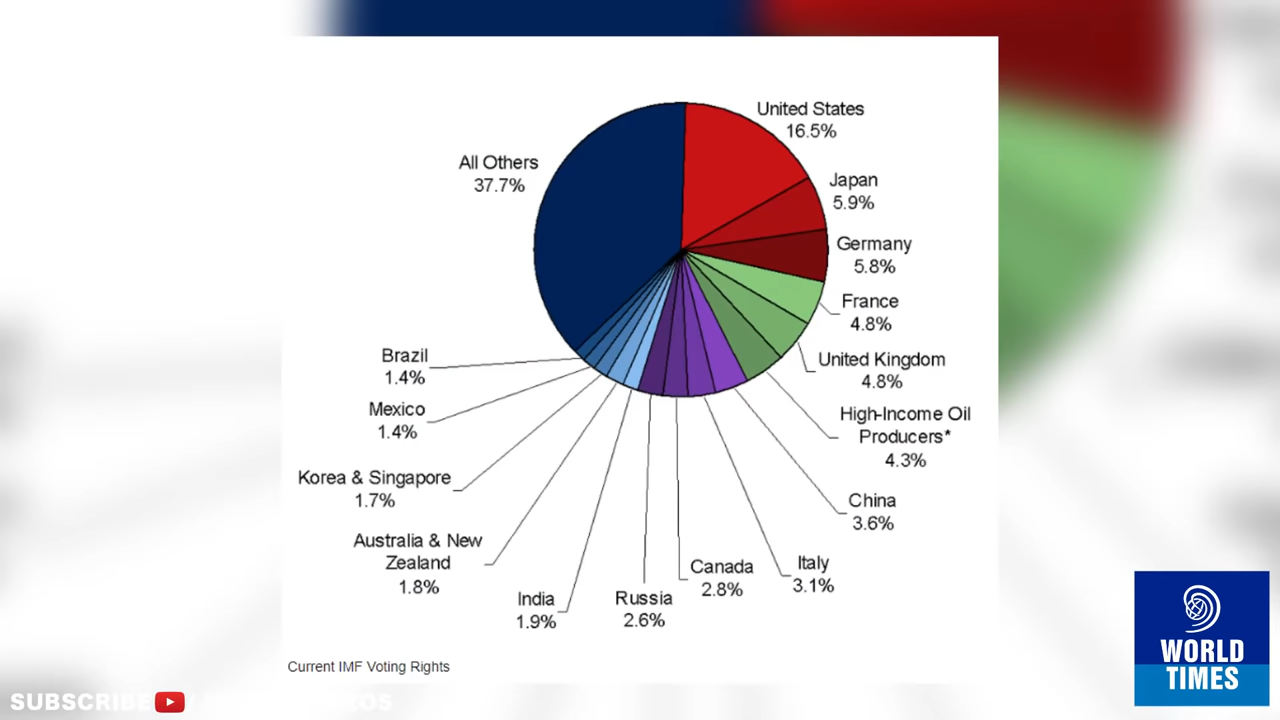 United States
16.5%
All Others
37.7%
Japan
5.9%
Germany
5.8%
France
4.8%
United Kingdom
4.8%
High-Income Oil
Producers*
4.3%
China
3.6%
Italy
3.1%
Canada
2.8%
Russia
2.6%
India
1.9%
Australia & New
Zealand
1.8%
Korea & Singapore
1.7%
Mexico
1.4%
Brazil
1.4%
Current IMF Voting Rights
SUBSCRIBE
WORLD
TIMES